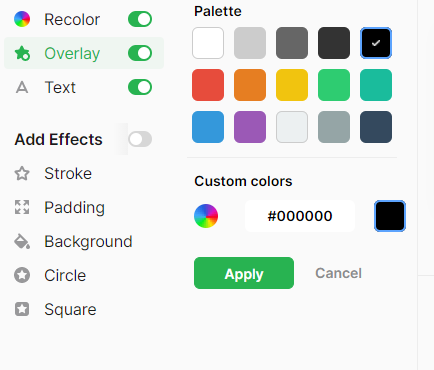 Recolor
Overlay
Text
Add Effects
Stroke
Padding
Background
Circle
Square
Palette
Custom colors
#000000
Apply
Cancel